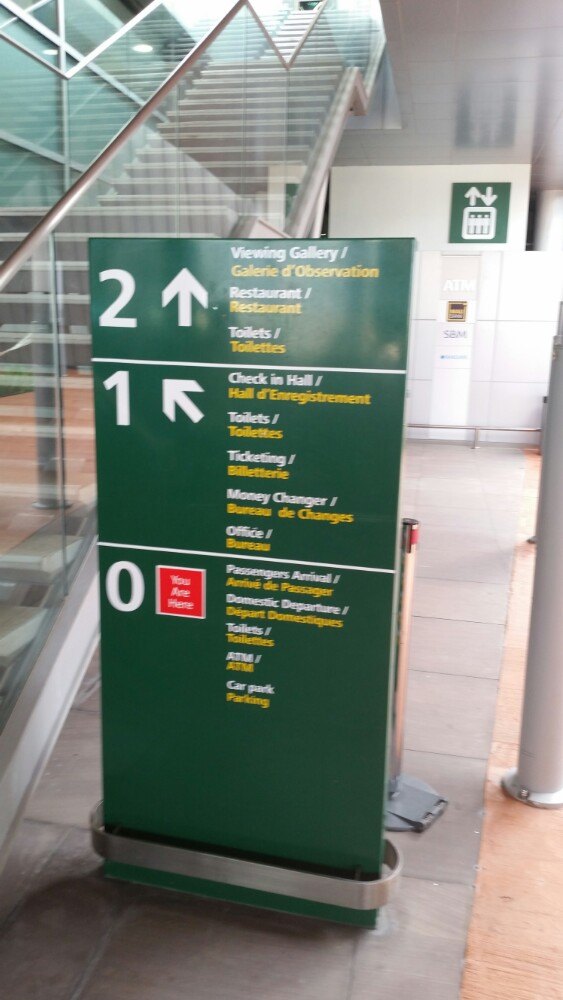 2
Viewing Gallery /
Galerie d'Observation
Restaurant /
Restaurant
Toilets /
Toilettes
1
Check in Hall /
Hall d'Enregistrement
Toilets /
Toilettes
Ticketing /
Billetterie
Money Changer /
Bureau de Changes
Office /
Bureau
0
You
Are
Here
Passengers Arrival /
Arrivé de Passager
Domestic Departure /
Départ Domestiques
Toilets /
Toilettes
ATM /
ATM
Car park
Parking
ATM
SBM